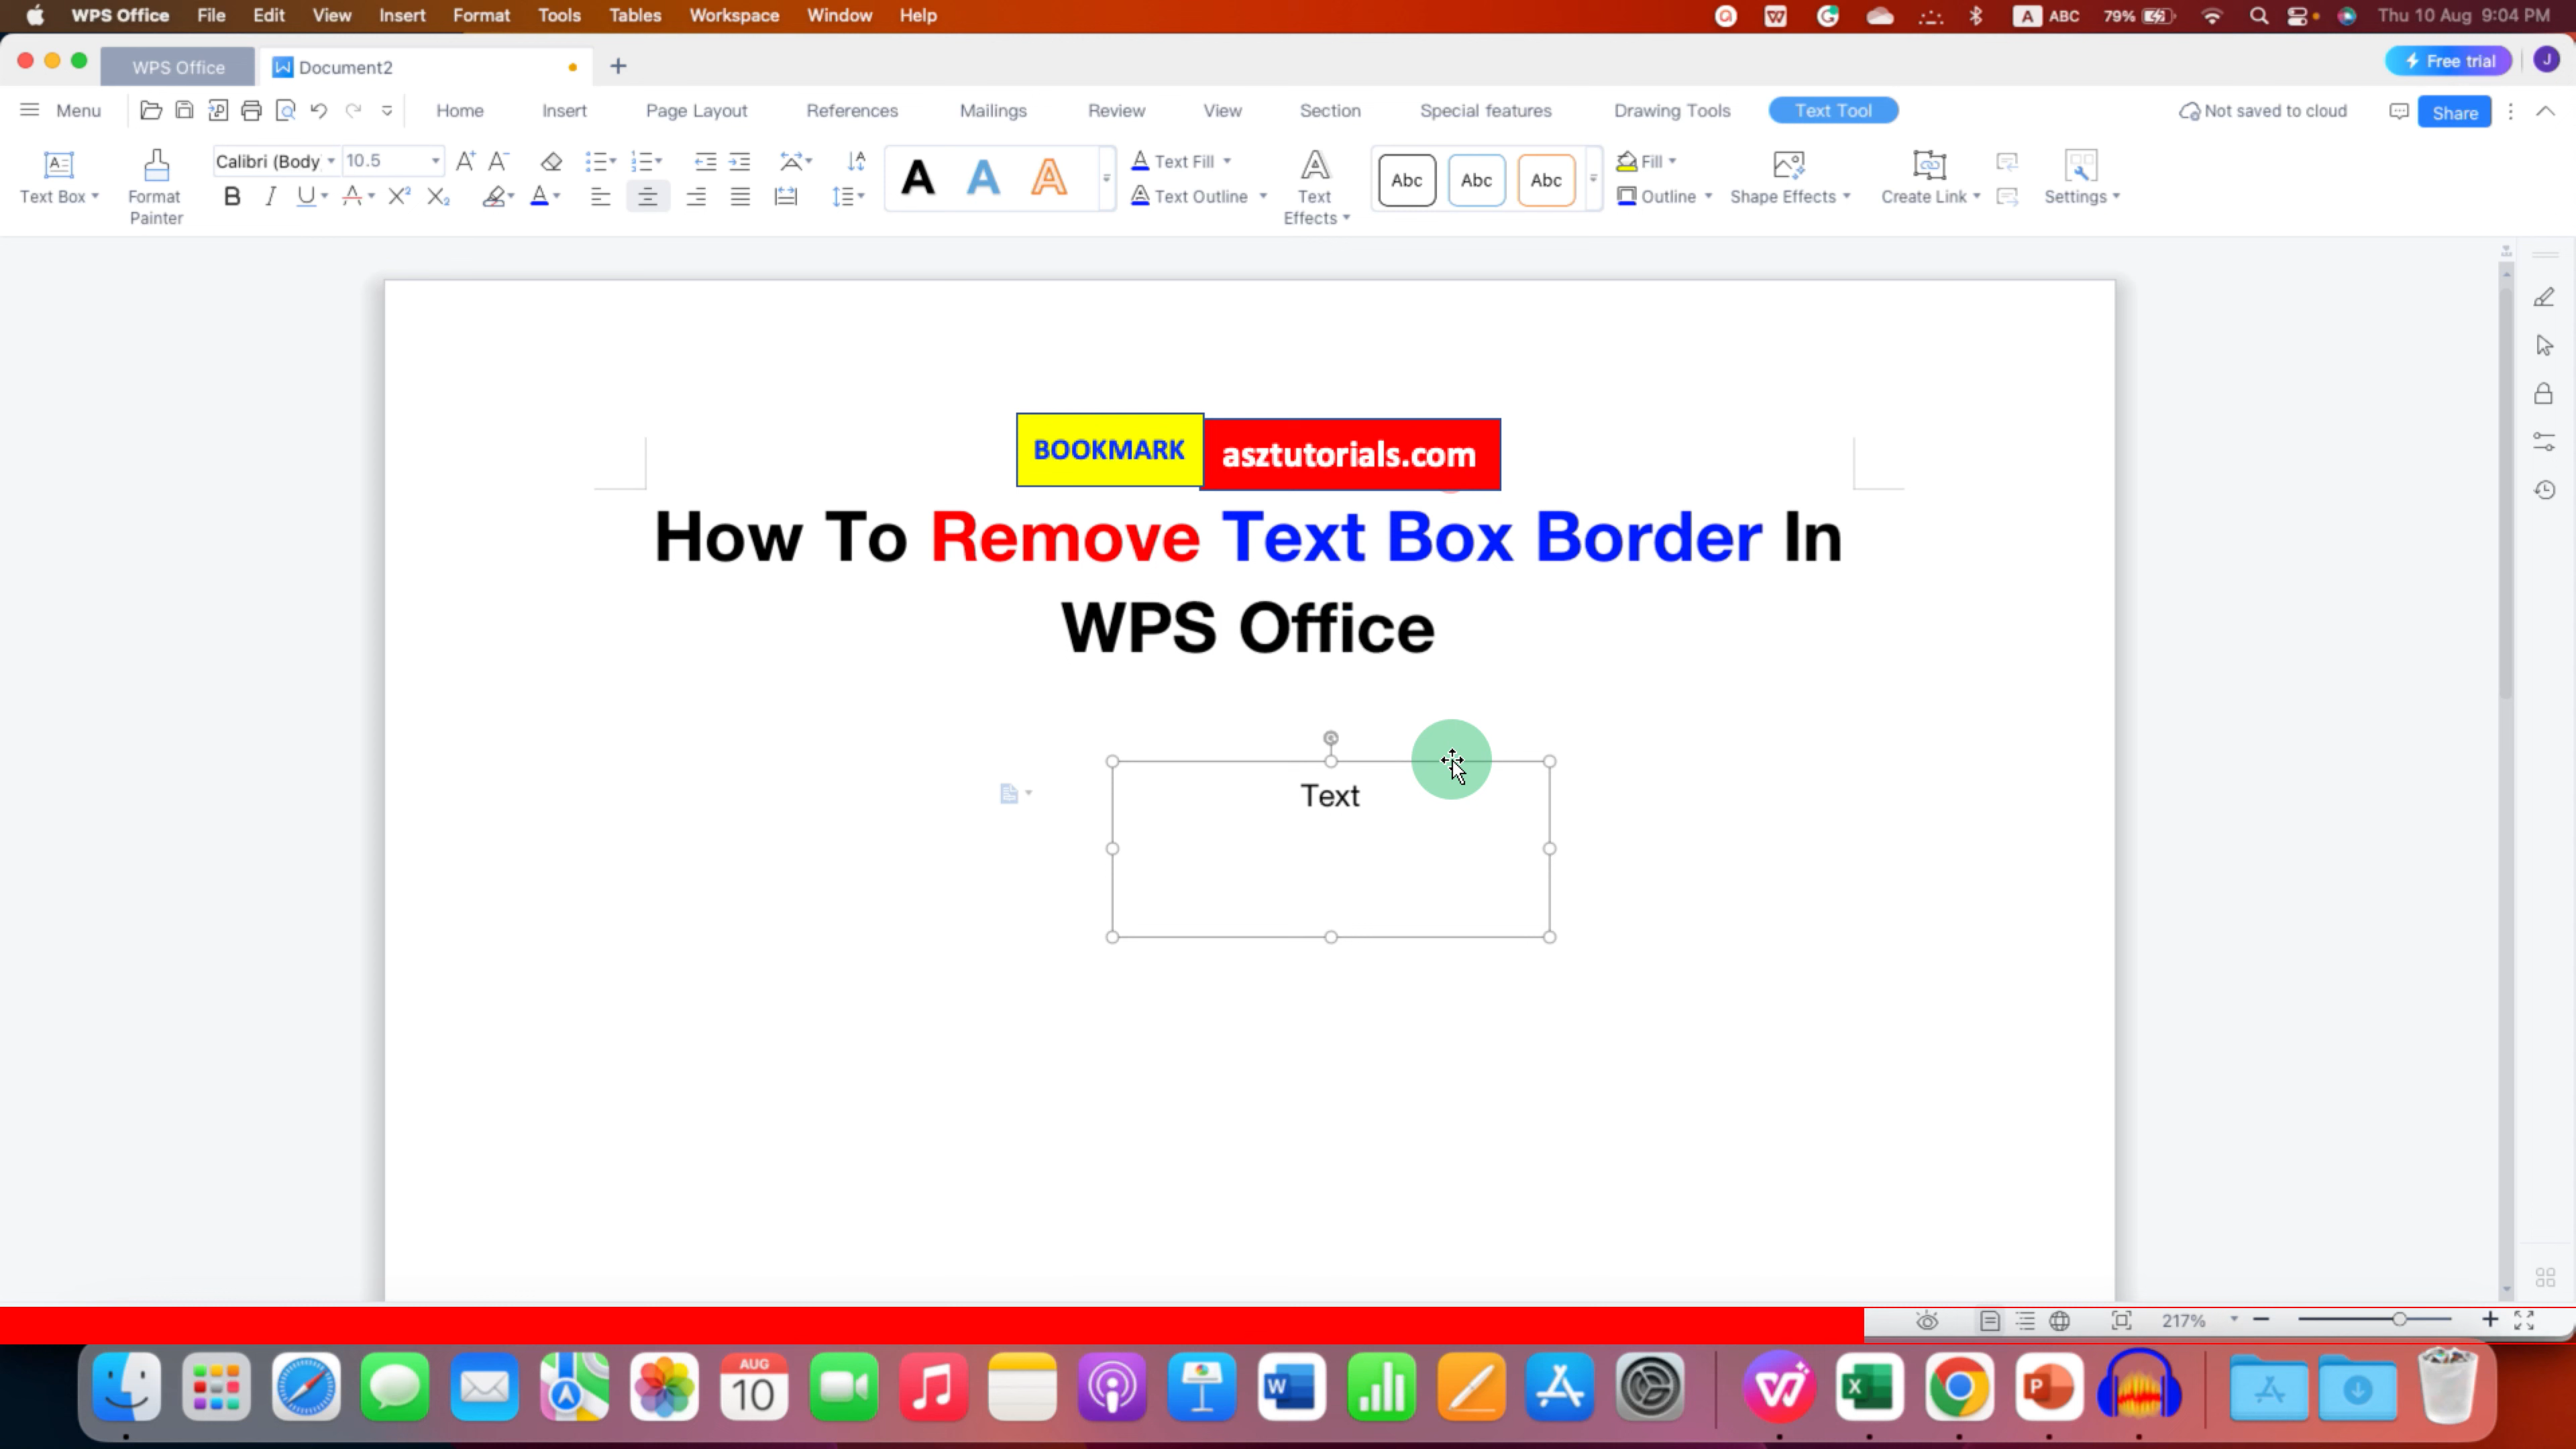 WPS Office File Edit View Insert Format Tools Tables Workspace Window Help A ABC 79% Thu 10 Aug 9:04 PM
WPS Office Document2 + Free trial J
Menu Home Insert Page Layout References Mailings Review View Section Special features Drawing Tools Text Tool Not saved to cloud Share
Calibri (Body 10.5 A A A Text Fill Abc Abc Abc Fill
Text Box Format Painter B I U A X² X₂ A Text Outline Text Effects Outline Shape Effects Create Link Settings
BOOKMARK asztutorials.com
How To Remove Text Box Border In
WPS Office
Text
217%
AUG
10
W X P